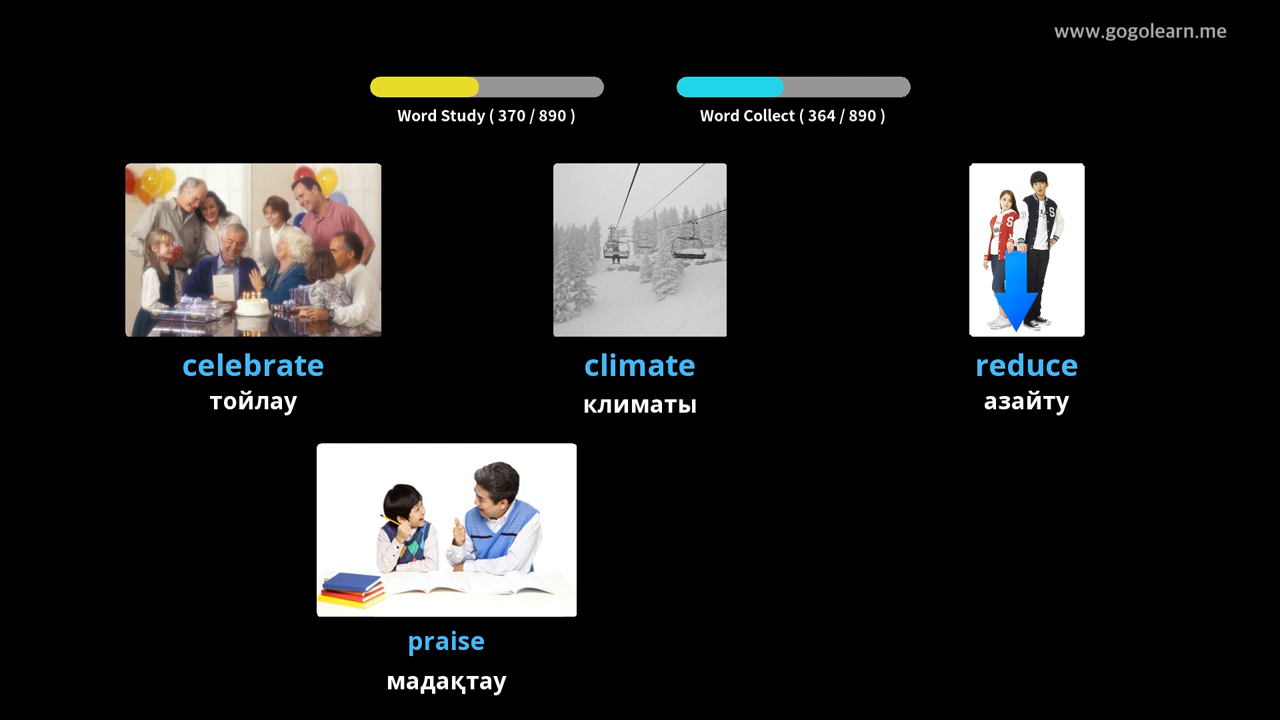 www.gogolearn.me
Word Study ( 370 / 890 )
Word Collect ( 364 / 890 )
celebrate
тойлау
climate
климаты
reduce
азайту
praise
мадақтау